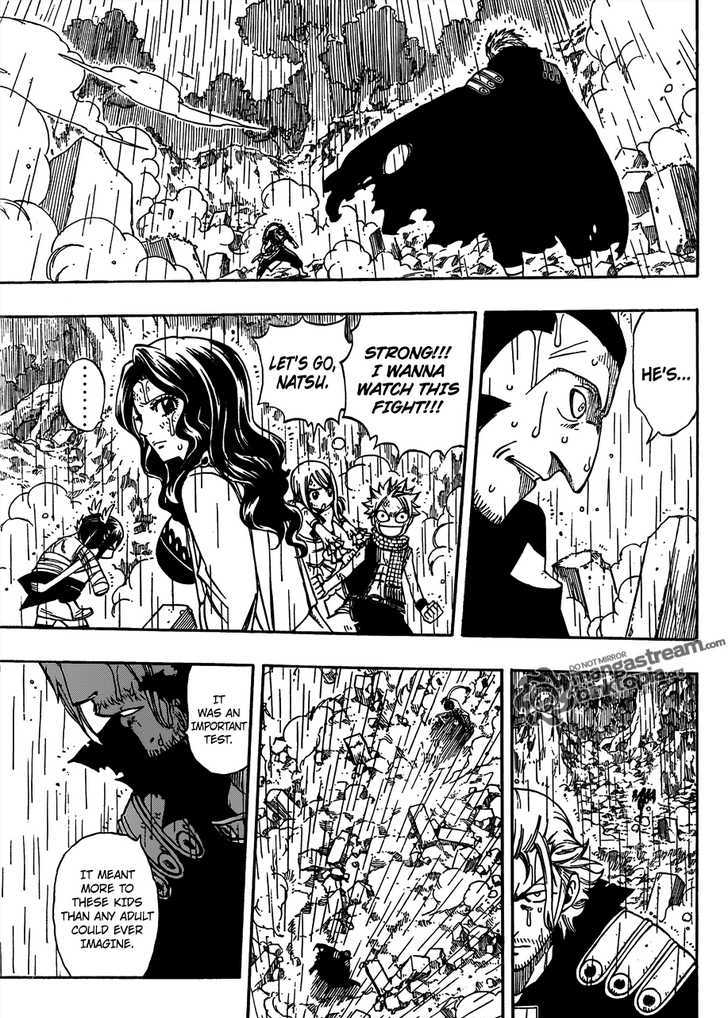 HE'S...
STRONG!!!
I WANNA
WATCH THIS
FIGHT!!!
LET'S GO,
NATSU.
.......
DO NOT MIRROR
mangastream.com
IT
WAS AN
IMPORTANT
TEST.
IT MEANT
MORE TO
THESE KIDS
THAN ANY ADULT
COULD EVER
IMAGINE.